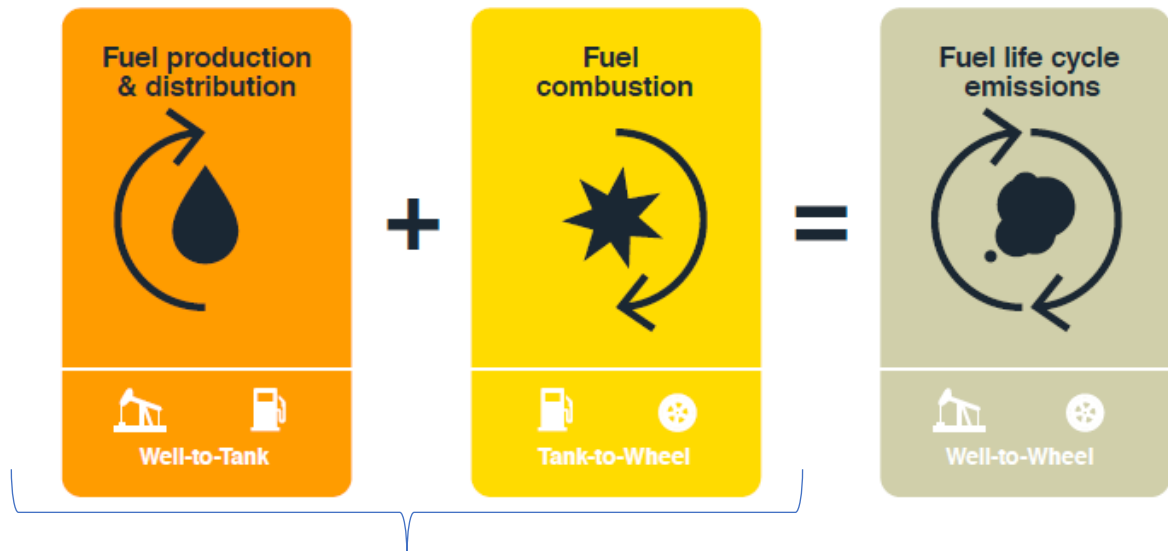 Fuel production
& distribution
Well-to-Tank
+
Fuel
combustion
Tank-to-Wheel
=
Fuel life cycle
emissions
Well-to-Wheel